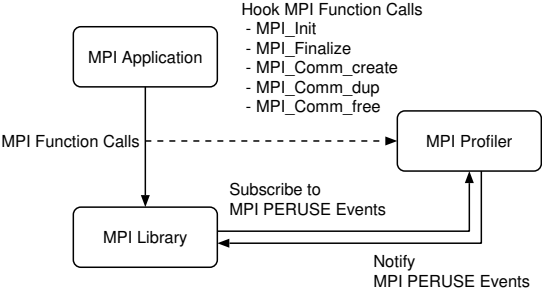 Hook MPI Function Calls
- MPI_Init
- MPI_Finalize
- MPI_Comm_create
- MPI_Comm_dup
- MPI_Comm_free
MPI Application
MPI Function Calls
MPI Profiler
Subscribe to
MPI PERUSE Events
MPI Library
Notify
MPI PERUSE Events